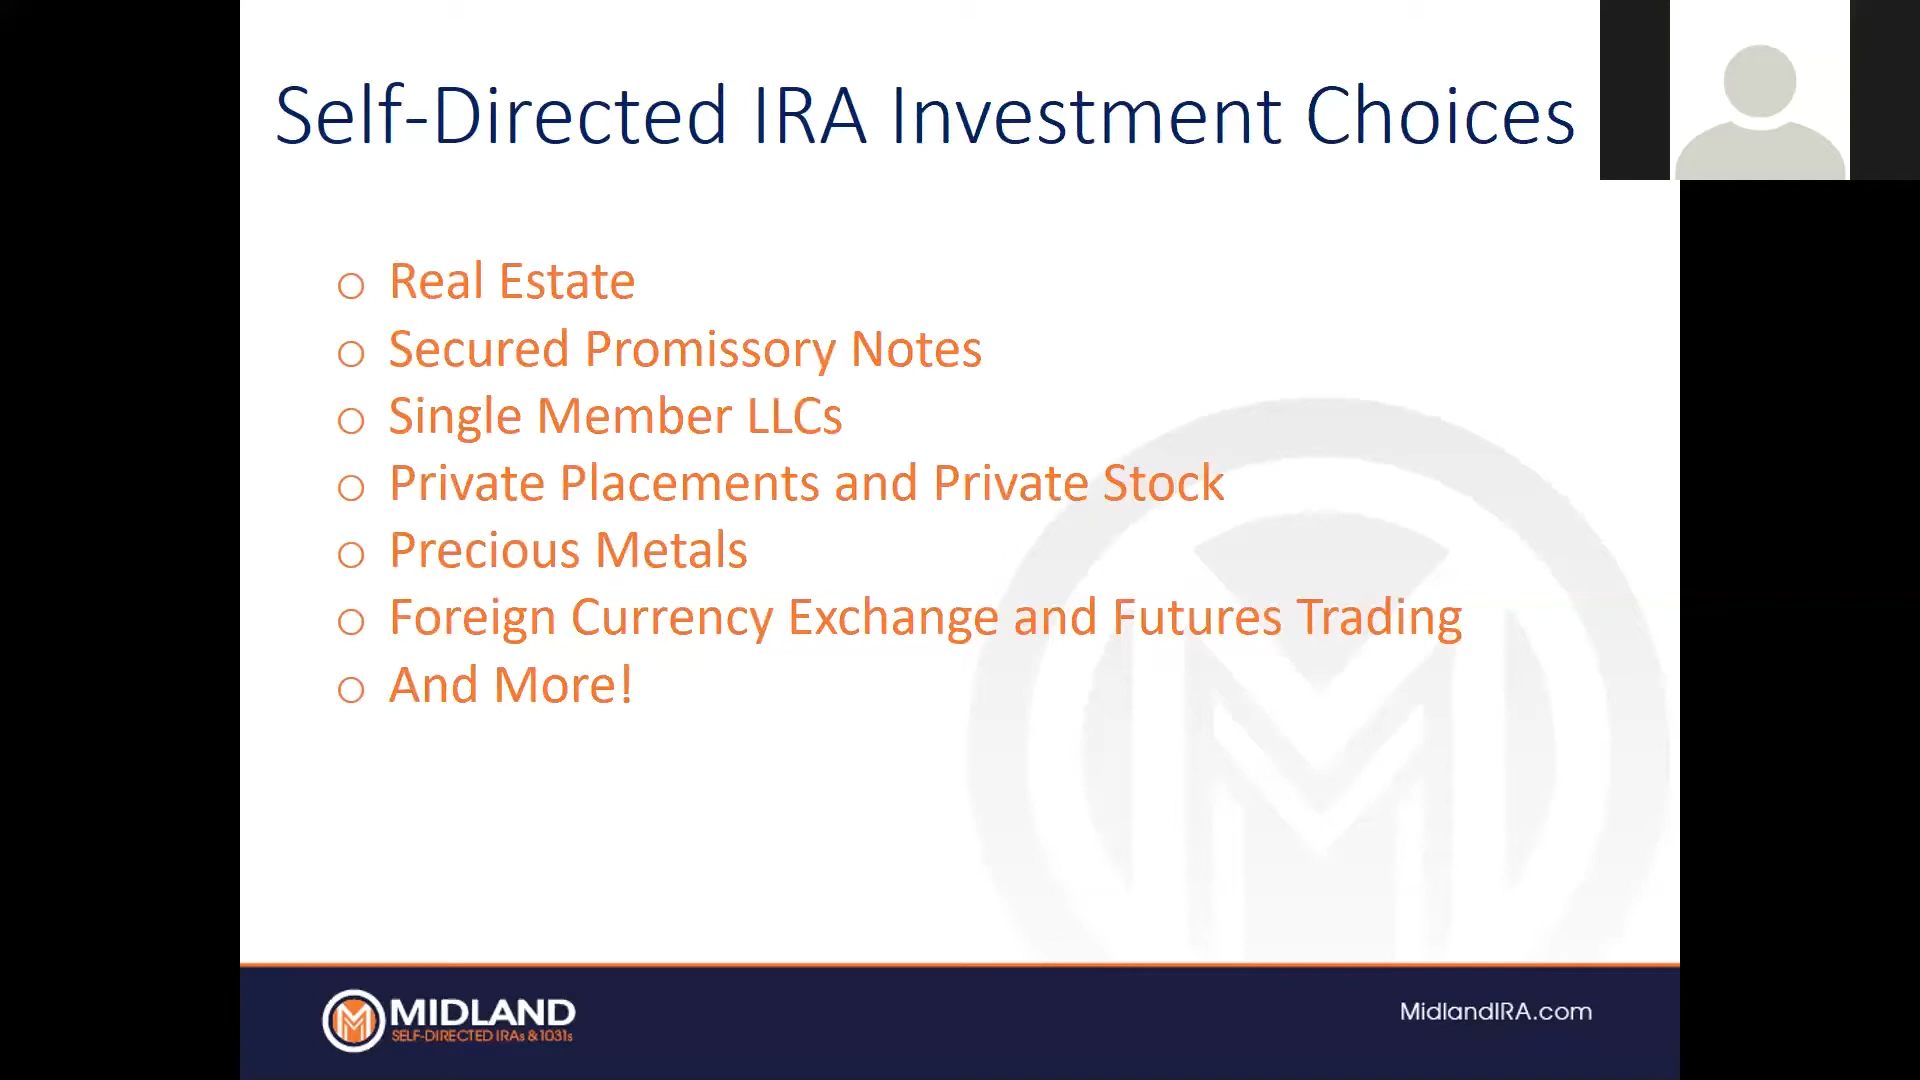 Self-Directed IRA Investment Choices
o Real Estate
o Secured Promissory Notes
o Single Member LLCs
o Private Placements and Private Stock
o Precious Metals
o Foreign Currency Exchange and Futures Trading
o And More!
MIDLAND
SELF-DIRECTED IRAs & 1031s
MidlandIRA.com